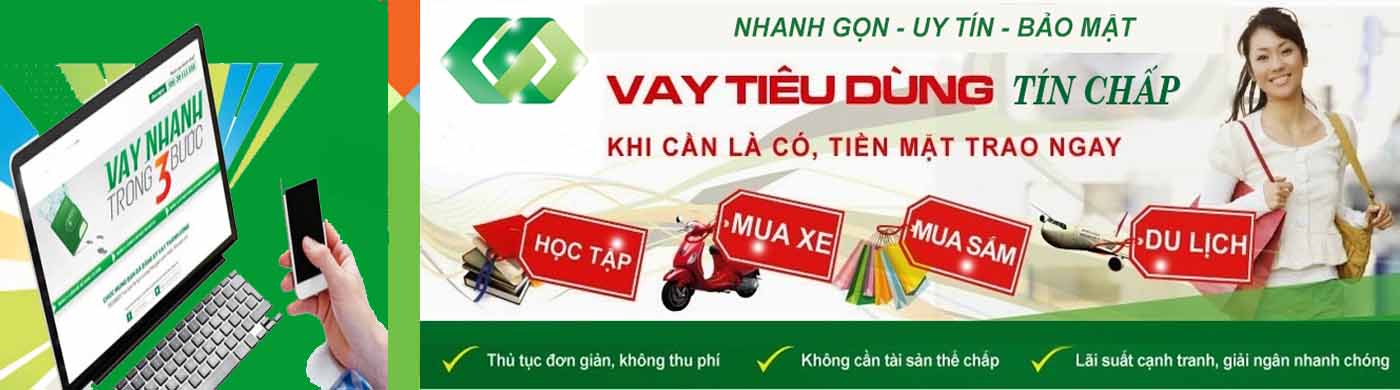 VAY NHANH
TRONG 3 BƯỚC
NHANH GỌN - UY TÍN - BẢO MẬT
VAY TIÊU DÙNG TÍN CHẤP
KHI CẦN LÀ CÓ, TIỀN MẶT TRAO NGAY
HỌC TẬP
MUA XE
MUA SẮM
DU LỊCH
Thủ tục đơn giản, không thu phí
Không cần tài sản thế chấp
Lãi suất cạnh tranh, giải ngân nhanh chóng